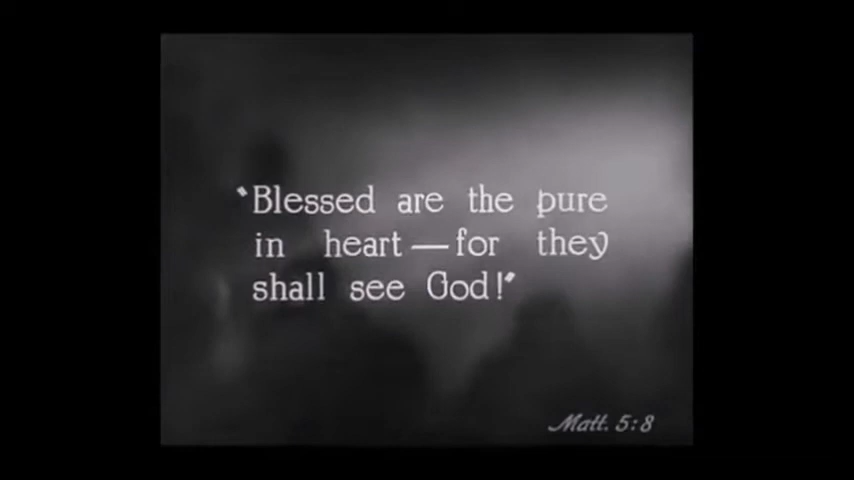 "Blessed are the pure
in heart—for they
shall see God!"
Matt. 5:8